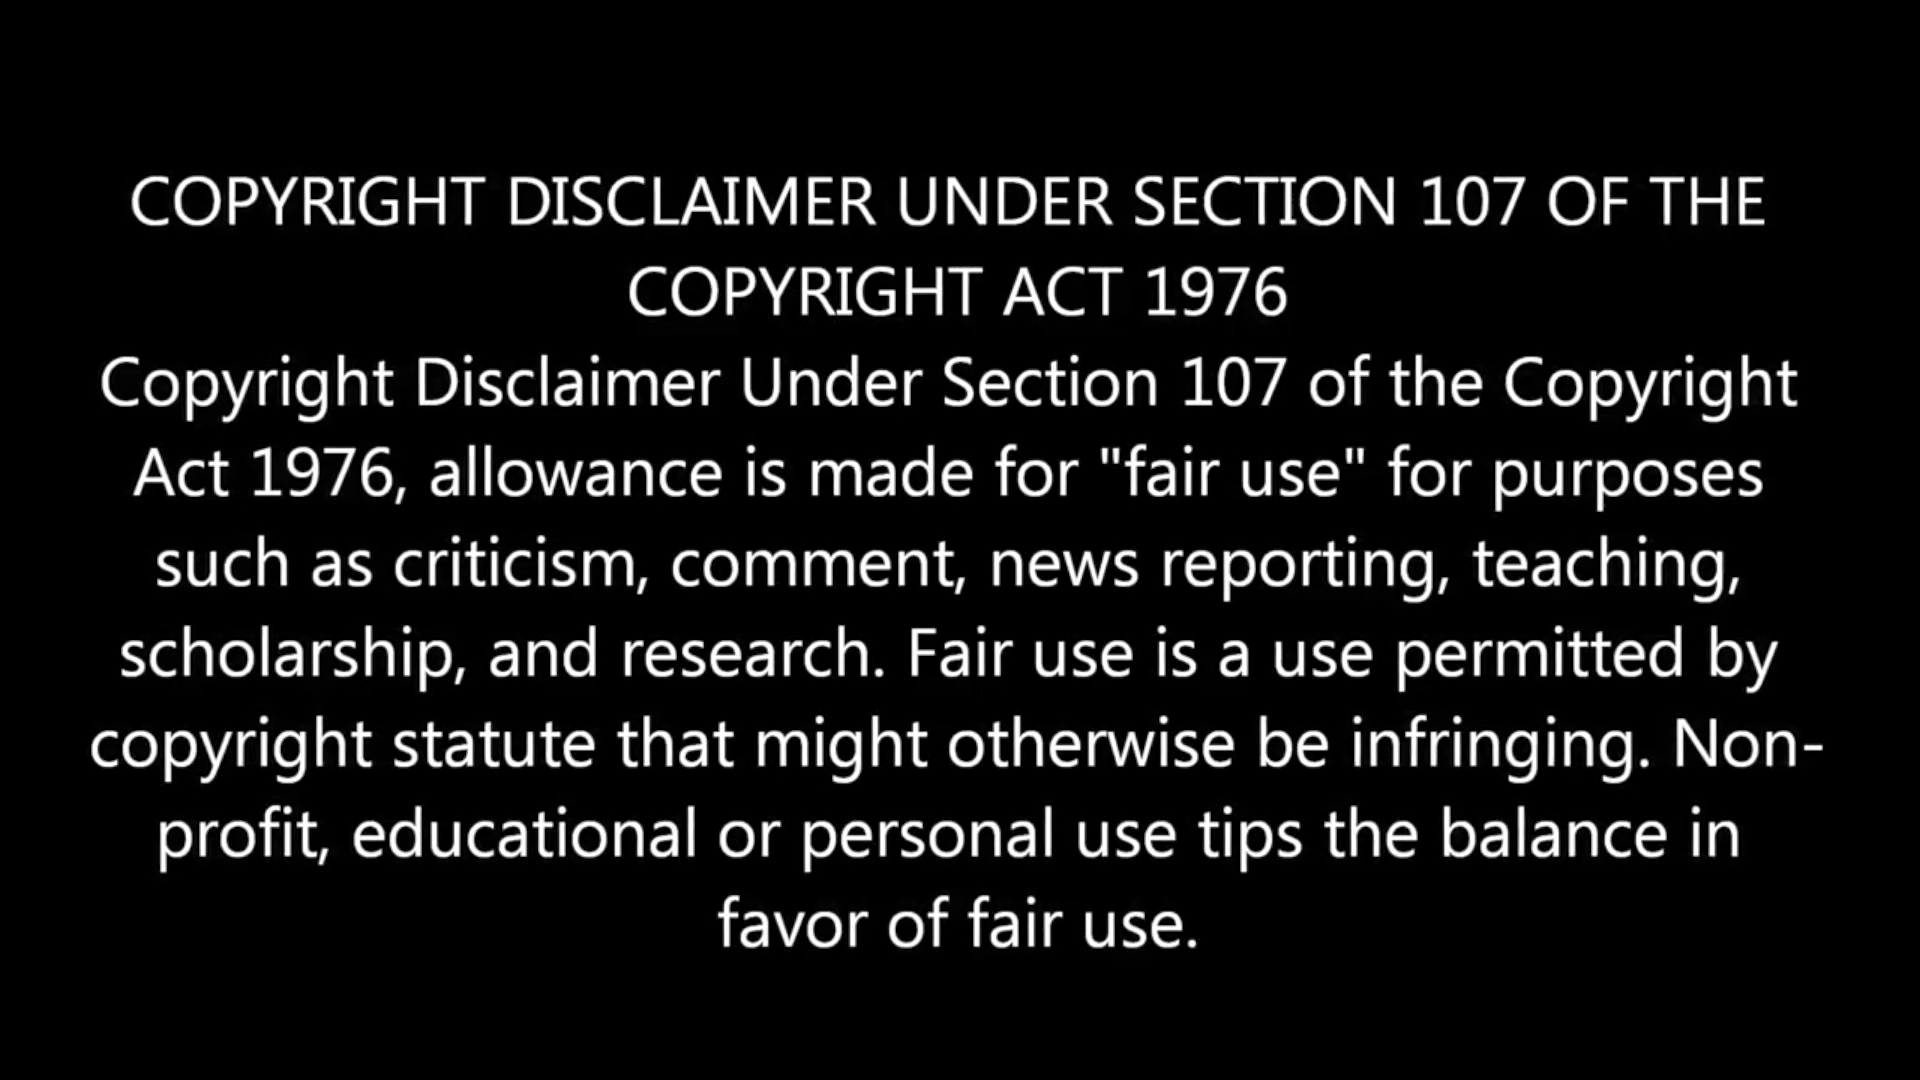 COPYRIGHT DISCLAIMER UNDER SECTION 107 OF THE
COPYRIGHT ACT 1976
Copyright Disclaimer Under Section 107 of the Copyright
Act 1976, allowance is made for "fair use" for purposes
such as criticism, comment, news reporting, teaching,
scholarship, and research. Fair use is a use permitted by
copyright statute that might otherwise be infringing. Non-
profit, educational or personal use tips the balance in
favor of fair use.